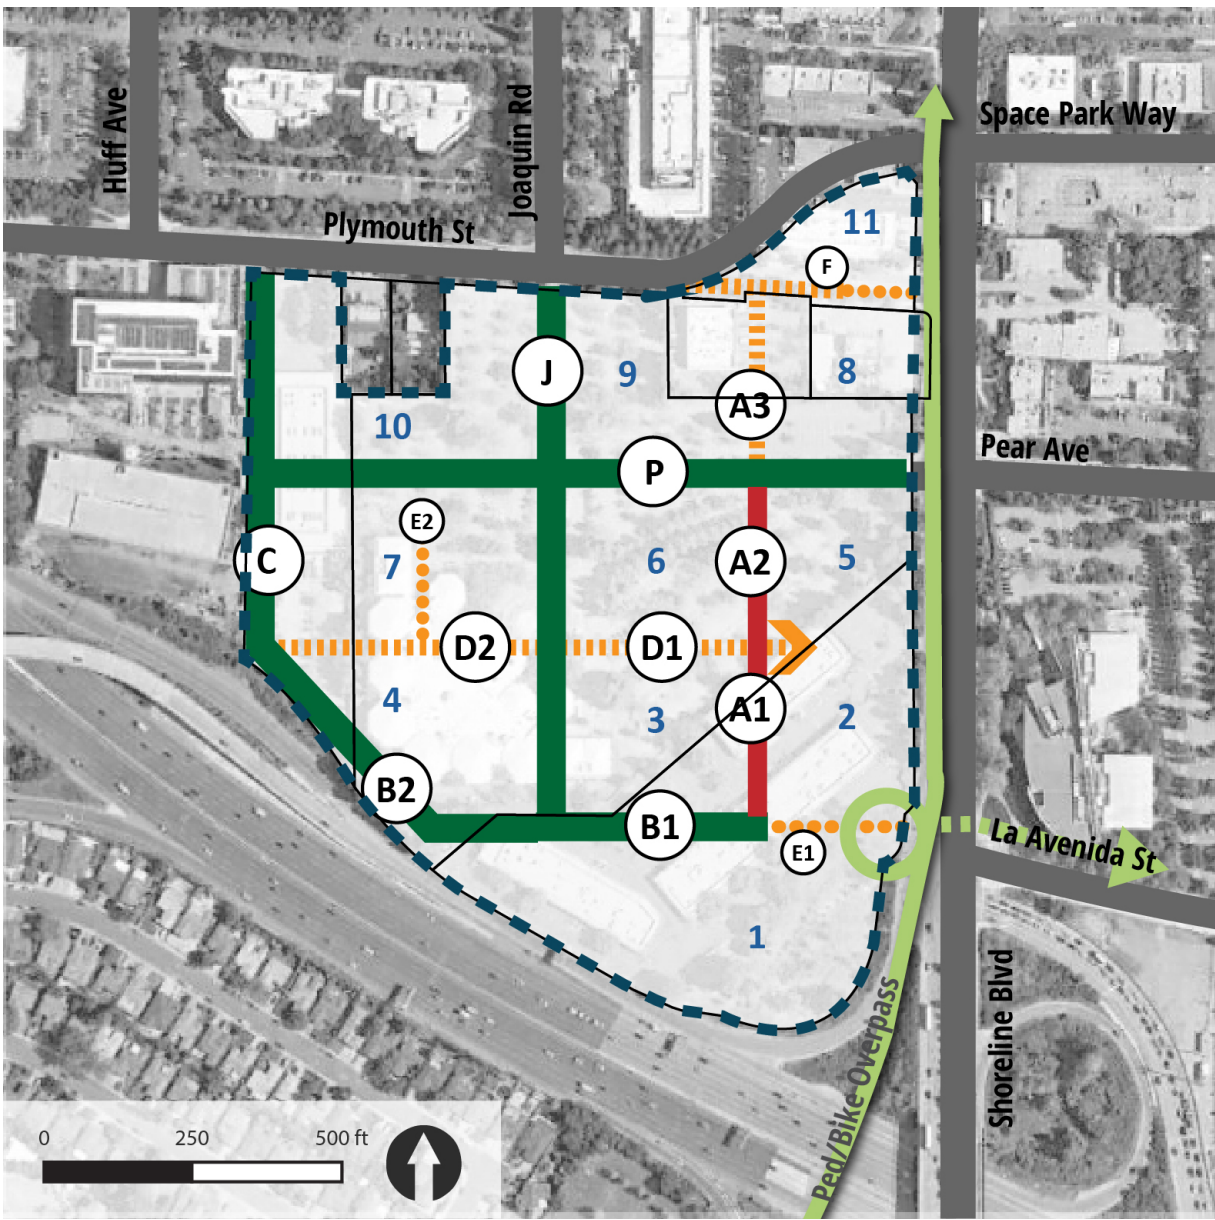 Huff Ave
Joaquin Rd
Space Park Way
Plymouth St
11
F
J
9
8
A3
10
Pear Ave
P
E2
C
7
6
A2
5
D2
D1
4
3
A1
2
B2
B1
E1
La Avenida St
1
Ped/Bike Overpass
Shoreline Blvd
0 250 500 ft